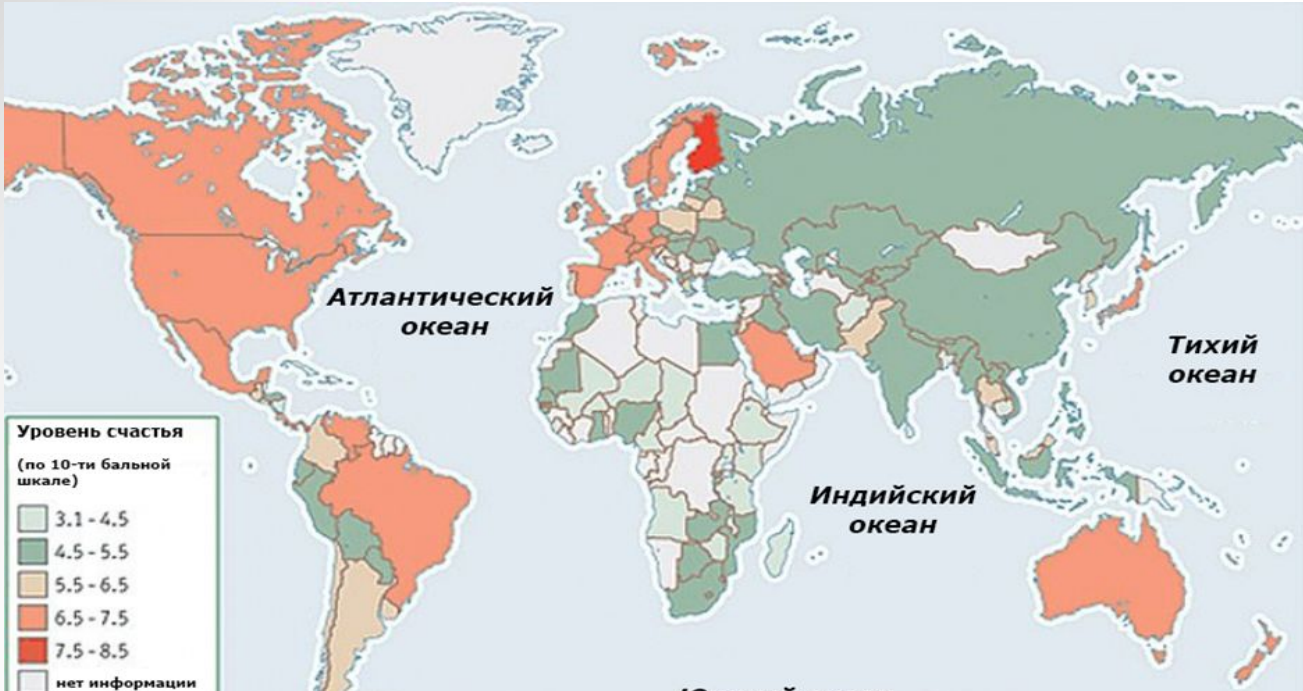 Атлантический
океан
Тихий
океан
Индийский
океан
Уровень счастья
(по 10-ти бальной
шкале)
3.1 - 4.5
4.5 - 5.5
5.5 - 6.5
6.5 - 7.5
7.5 - 8.5
нет информации